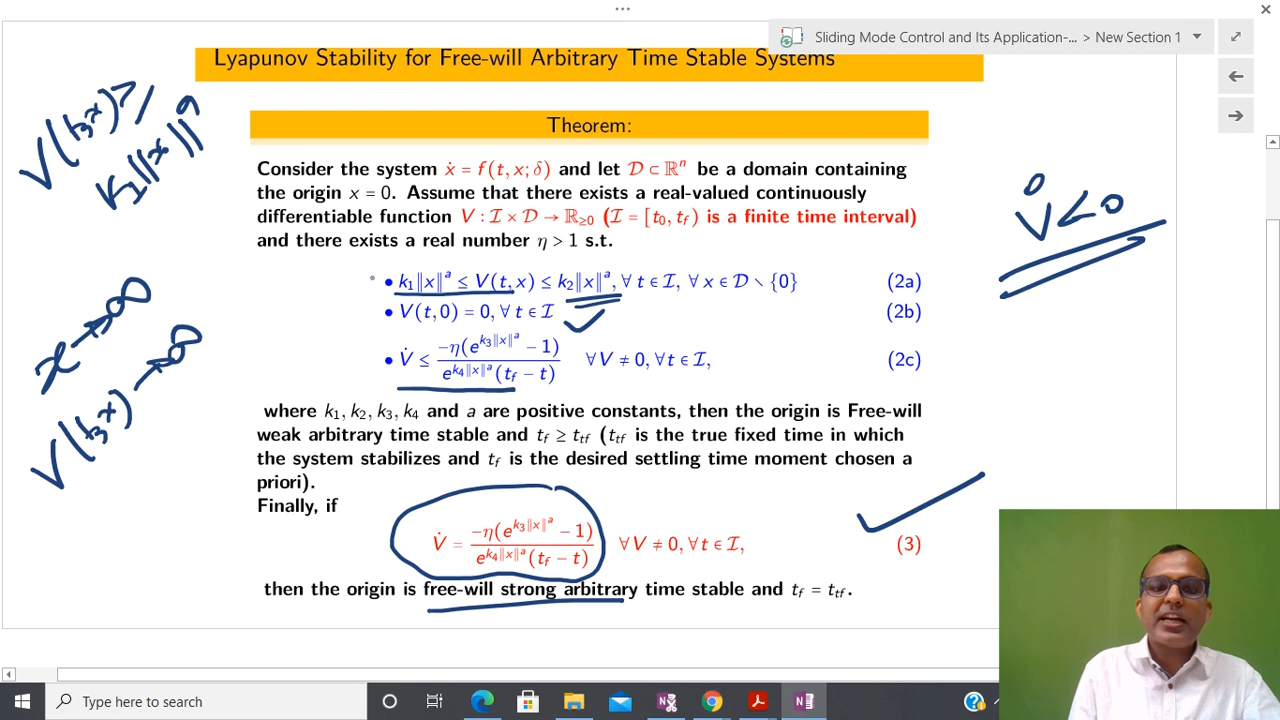 Sliding Mode Control and Its Application-... > New Section 1
Lyapunov Stability for Free-will Arbitrary Time Stable Systems
Theorem:
Consider the system ẋ = f(t, x; δ) and let 𝒟 ⊂ ℝⁿ be a domain containing
the origin x = 0. Assume that there exists a real-valued continuously
differentiable function V : ℐ × 𝒟 → ℝ≥0 (ℐ = [t₀, t_f) is a finite time interval)
and there exists a real number η > 1 s.t.
• k₁‖x‖ᵃ ≤ V(t, x) ≤ k₂‖x‖ᵃ, ∀ t ∈ ℐ, ∀ x ∈ 𝒟 ∖ {0} (2a)
• V(t, 0) = 0, ∀ t ∈ ℐ (2b)
• V̇ ≤ −η(e^{k₃‖x‖ᵃ} − 1) / e^{k₄‖x‖ᵃ}(t_f − t) ∀V ≠ 0, ∀t ∈ ℐ, (2c)
where k₁, k₂, k₃, k₄ and a are positive constants, then the origin is Free-will
weak arbitrary time stable and t_f ≥ t_tf (t_tf is the true fixed time in which
the system stabilizes and t_f is the desired settling time moment chosen a
priori).
Finally, if
V̇ = −η(e^{k₃‖x‖ᵃ} − 1) / e^{k₄‖x‖ᵃ}(t_f − t) ∀V ≠ 0, ∀t ∈ ℐ, (3)
then the origin is free-will strong arbitrary time stable and t_f = t_tf.
V(t,x) ≥
k₁‖x‖ᵃ
x → ∞
V(t,x) → ∞
V̇ < 0
Type here to search